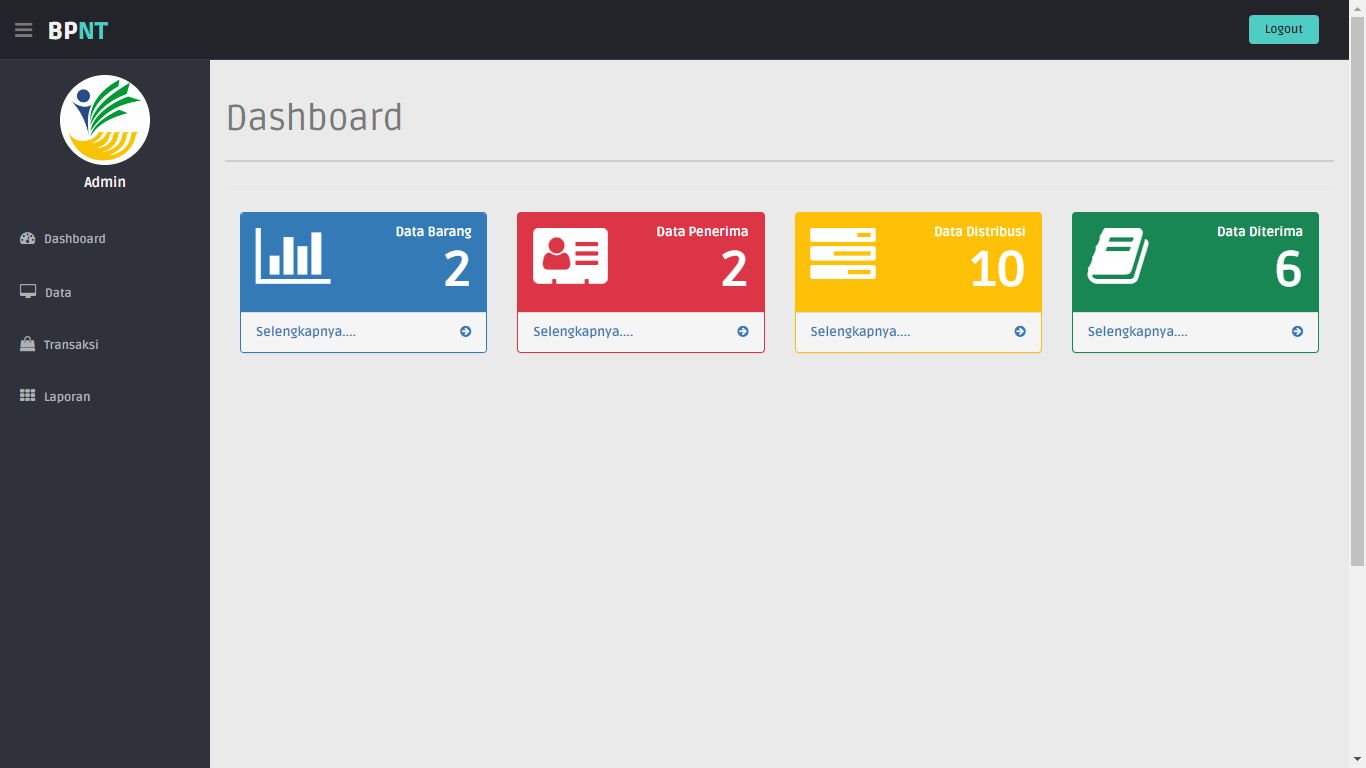 BPNT
Logout
Admin
Dashboard
Data
Transaksi
Laporan
Dashboard
Data Barang
2
Selengkapnya....
Data Penerima
2
Selengkapnya....
Data Distribusi
10
Selengkapnya....
Data Diterima
6
Selengkapnya....